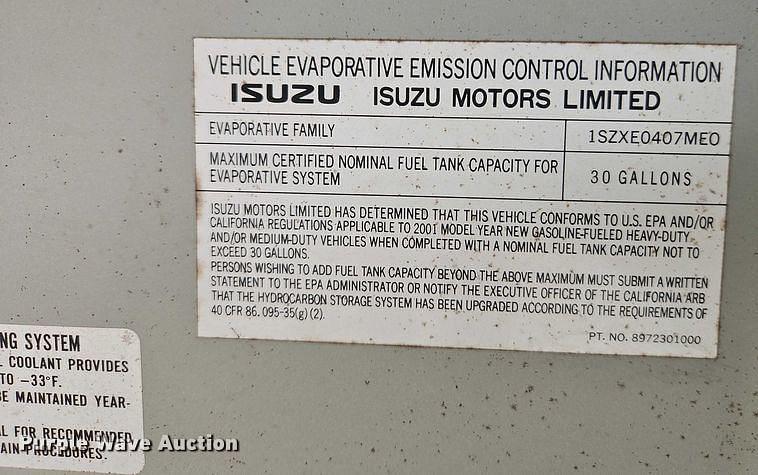 VEHICLE EVAPORATIVE EMISSION CONTROL INFORMATION
ISUZU ISUZU MOTORS LIMITED
EVAPORATIVE FAMILY 1SZXE0407ME0
MAXIMUM CERTIFIED NOMINAL FUEL TANK CAPACITY FOR
EVAPORATIVE SYSTEM 30 GALLONS
ISUZU MOTORS LIMITED HAS DETERMINED THAT THIS VEHICLE CONFORMS TO U.S. EPA AND/OR
CALIFORNIA REGULATIONS APPLICABLE TO 2001 MODEL YEAR NEW GASOLINE-FUELED HEAVY-DUTY
AND/OR MEDIUM-DUTY VEHICLES WHEN COMPLETED WITH A NOMINAL FUEL TANK CAPACITY NOT TO
EXCEED 30 GALLONS.
PERSONS WISHING TO ADD FUEL TANK CAPACITY BEYOND THE ABOVE MAXIMUM MUST SUBMIT A WRITTEN
STATEMENT TO THE EPA ADMINISTRATOR OR NOTIFY THE EXECUTIVE OFFICER OF THE CALIFORNIA ARB
THAT THE HYDROCARBON STORAGE SYSTEM HAS BEEN UPGRADED ACCORDING TO THE REQUIREMENTS OF
40 CFR 86.095-35(g)(2).
PT. NO. 8972301000
NG SYSTEM
L COOLANT PROVIDES
TO -33°F.
BE MAINTAINED YEAR-
AL FOR RECOMMENDED
AIN PROCEDURES.
Purple Wave Auction